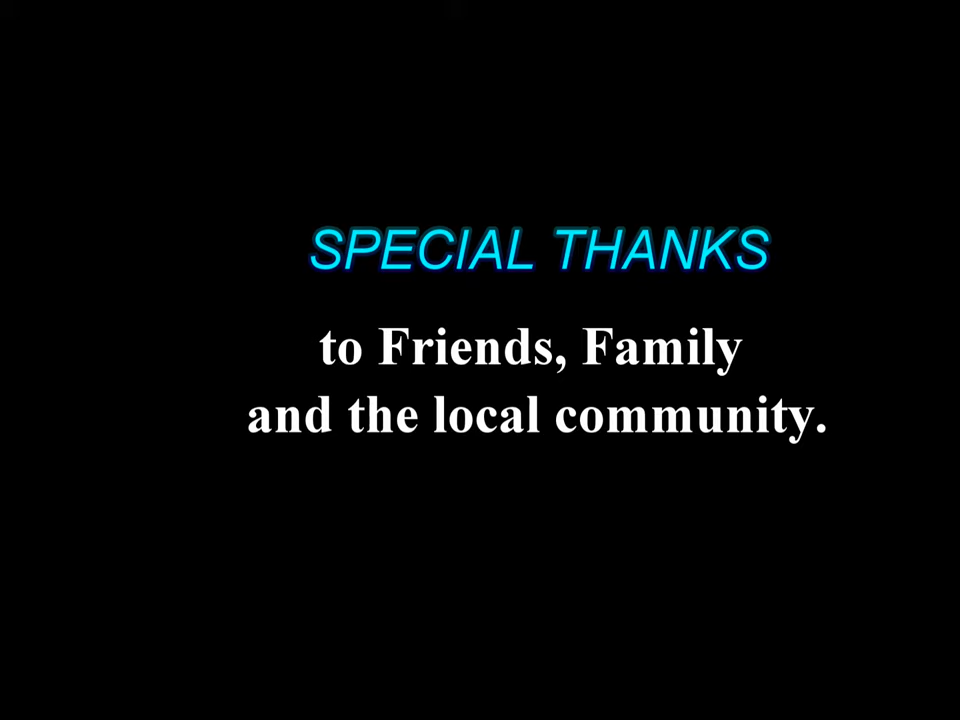 SPECIAL THANKS
to Friends, Family
and the local community.